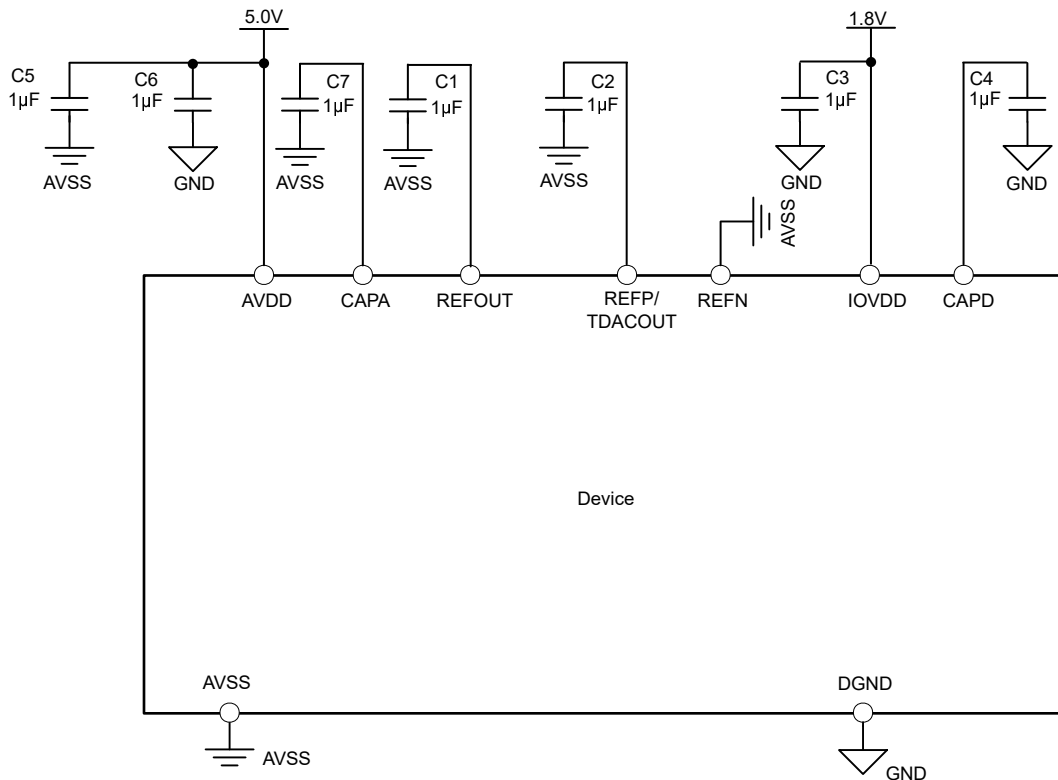 5.0V
1.8V
C5
1µF
C6
1µF
C7
1µF
C1
1µF
C2
1µF
C3
1µF
C4
1µF
AVSS
GND
AVSS
AVSS
AVSS
AVSS
GND
GND
AVDD
CAPA
REFOUT
REFP/
TDACOUT
REFN
IOVDD
CAPD
Device
AVSS
DGND
AVSS
GND